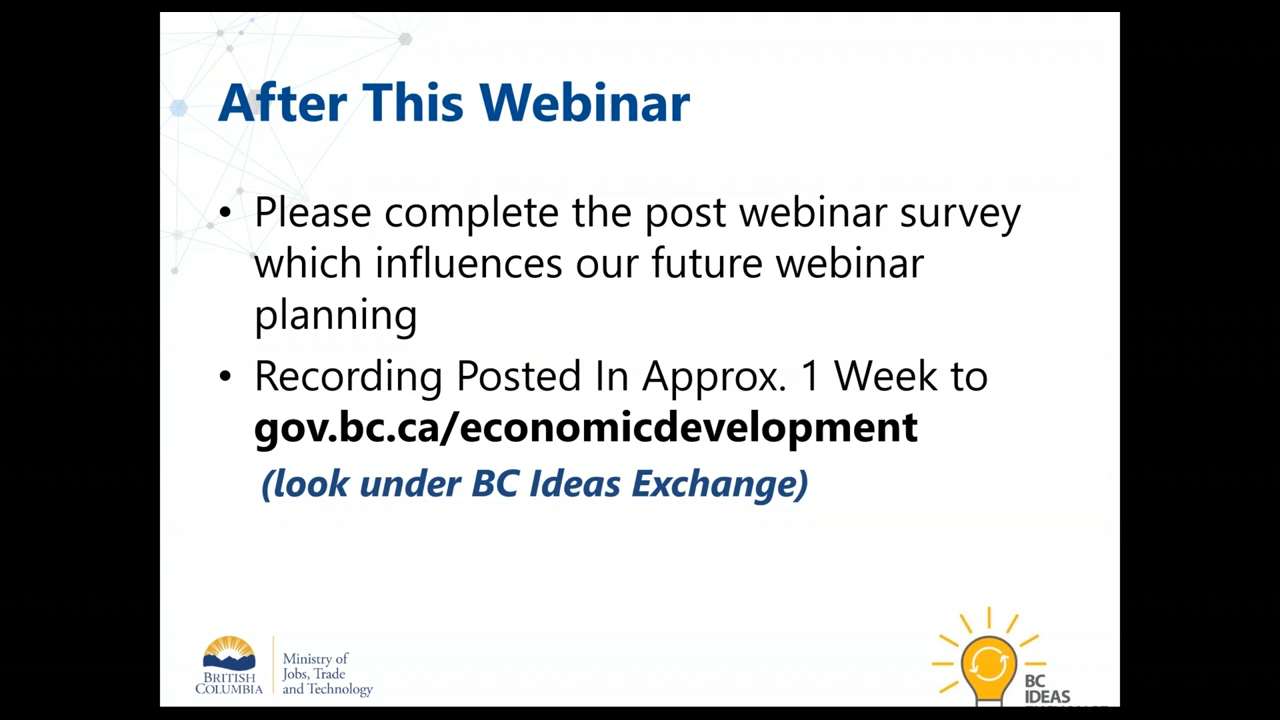 After This Webinar
• Please complete the post webinar survey
which influences our future webinar
planning
• Recording Posted In Approx. 1 Week to
gov.bc.ca/economicdevelopment
(look under BC Ideas Exchange)
BRITISH
COLUMBIA
Ministry of
Jobs, Trade
and Technology
BC
IDEAS